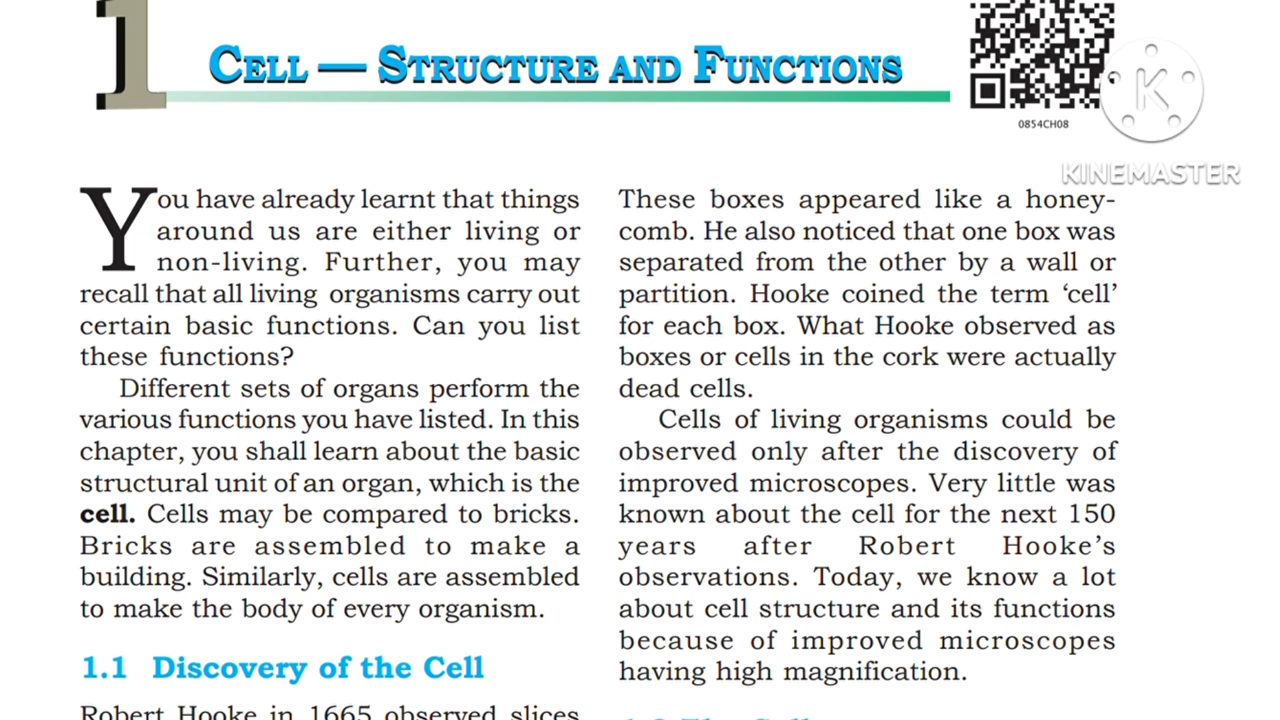 1
CELL — STRUCTURE AND FUNCTIONS
0854CH08
K
KINEMASTER
You have already learnt that things
around us are either living or
non-living. Further, you may
recall that all living organisms carry out
certain basic functions. Can you list
these functions?
Different sets of organs perform the
various functions you have listed. In this
chapter, you shall learn about the basic
structural unit of an organ, which is the
cell. Cells may be compared to bricks.
Bricks are assembled to make a
building. Similarly, cells are assembled
to make the body of every organism.
1.1 Discovery of the Cell
Robert Hooke in 1665 observed slices
These boxes appeared like a honey-
comb. He also noticed that one box was
separated from the other by a wall or
partition. Hooke coined the term ‘cell’
for each box. What Hooke observed as
boxes or cells in the cork were actually
dead cells.
Cells of living organisms could be
observed only after the discovery of
improved microscopes. Very little was
known about the cell for the next 150
years after Robert Hooke’s
observations. Today, we know a lot
about cell structure and its functions
because of improved microscopes
having high magnification.